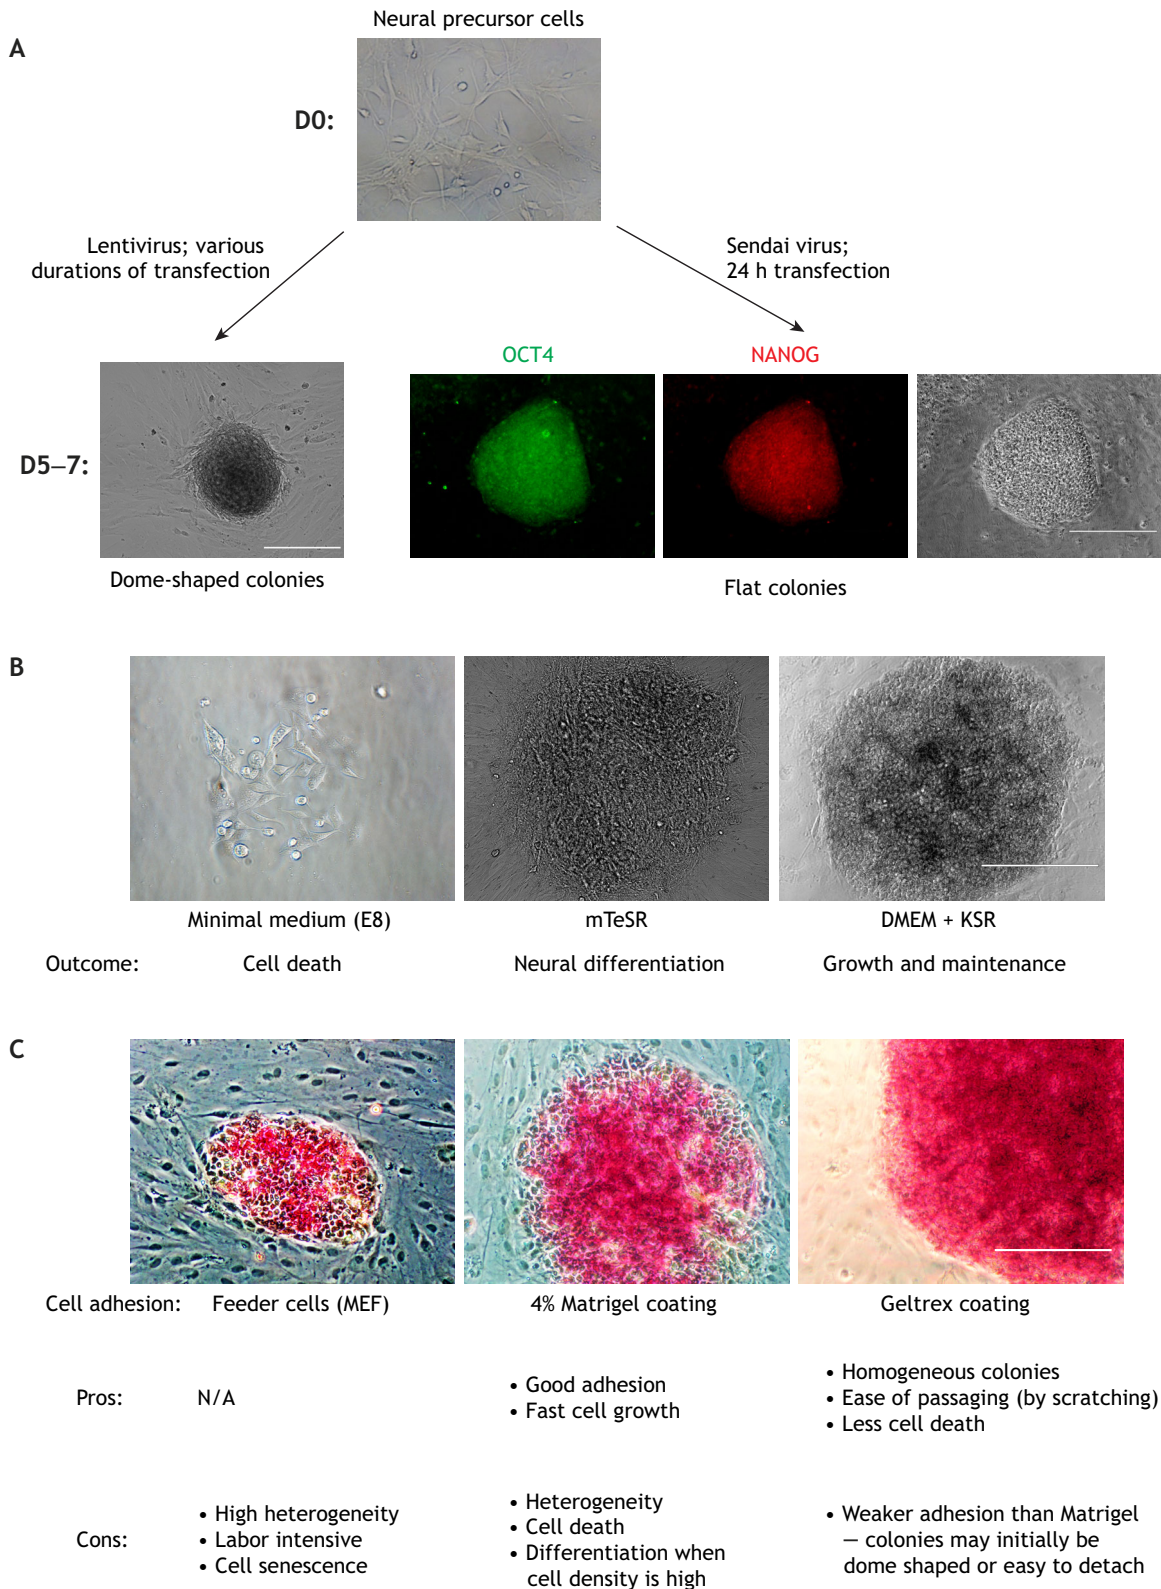 A
Neural precursor cells
D0:
Lentivirus; various
durations of transfection
Sendai virus;
24 h transfection
OCT4
NANOG
D5–7:
Dome-shaped colonies
Flat colonies
B
Minimal medium (E8)
mTeSR
DMEM + KSR
Outcome:
Cell death
Neural differentiation
Growth and maintenance
C
Cell adhesion:
Feeder cells (MEF)
4% Matrigel coating
Geltrex coating
Pros:
N/A
• Good adhesion
• Fast cell growth
• Homogeneous colonies
• Ease of passaging (by scratching)
• Less cell death
Cons:
• High heterogeneity
• Labor intensive
• Cell senescence
• Heterogeneity
• Cell death
• Differentiation when
cell density is high
• Weaker adhesion than Matrigel
— colonies may initially be
dome shaped or easy to detach